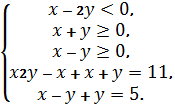 x − 2y < 0,
x + y ≥ 0,
x − y ≥ 0,
x2y − x + x + y = 11,
x − y + y = 5.